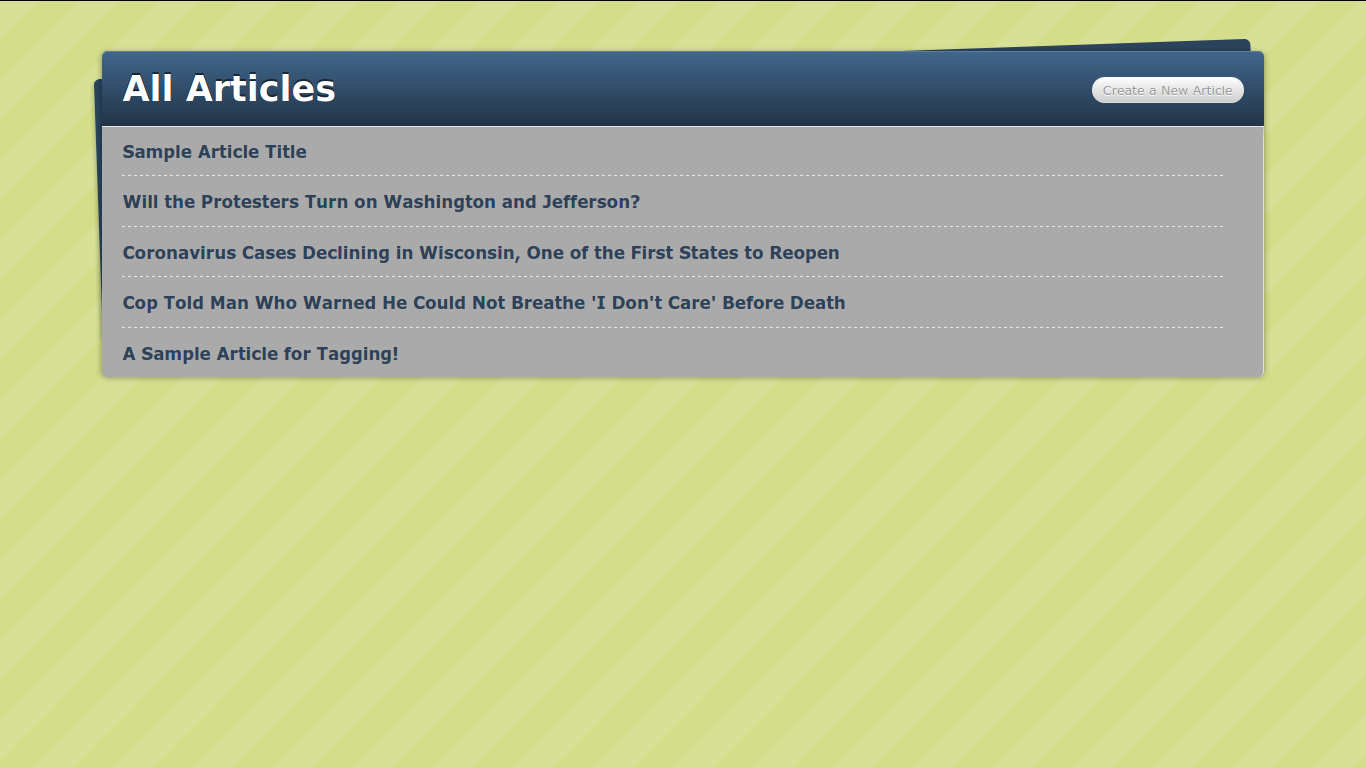 All Articles
Create a New Article
Sample Article Title
Will the Protesters Turn on Washington and Jefferson?
Coronavirus Cases Declining in Wisconsin, One of the First States to Reopen
Cop Told Man Who Warned He Could Not Breathe 'I Don't Care' Before Death
A Sample Article for Tagging!